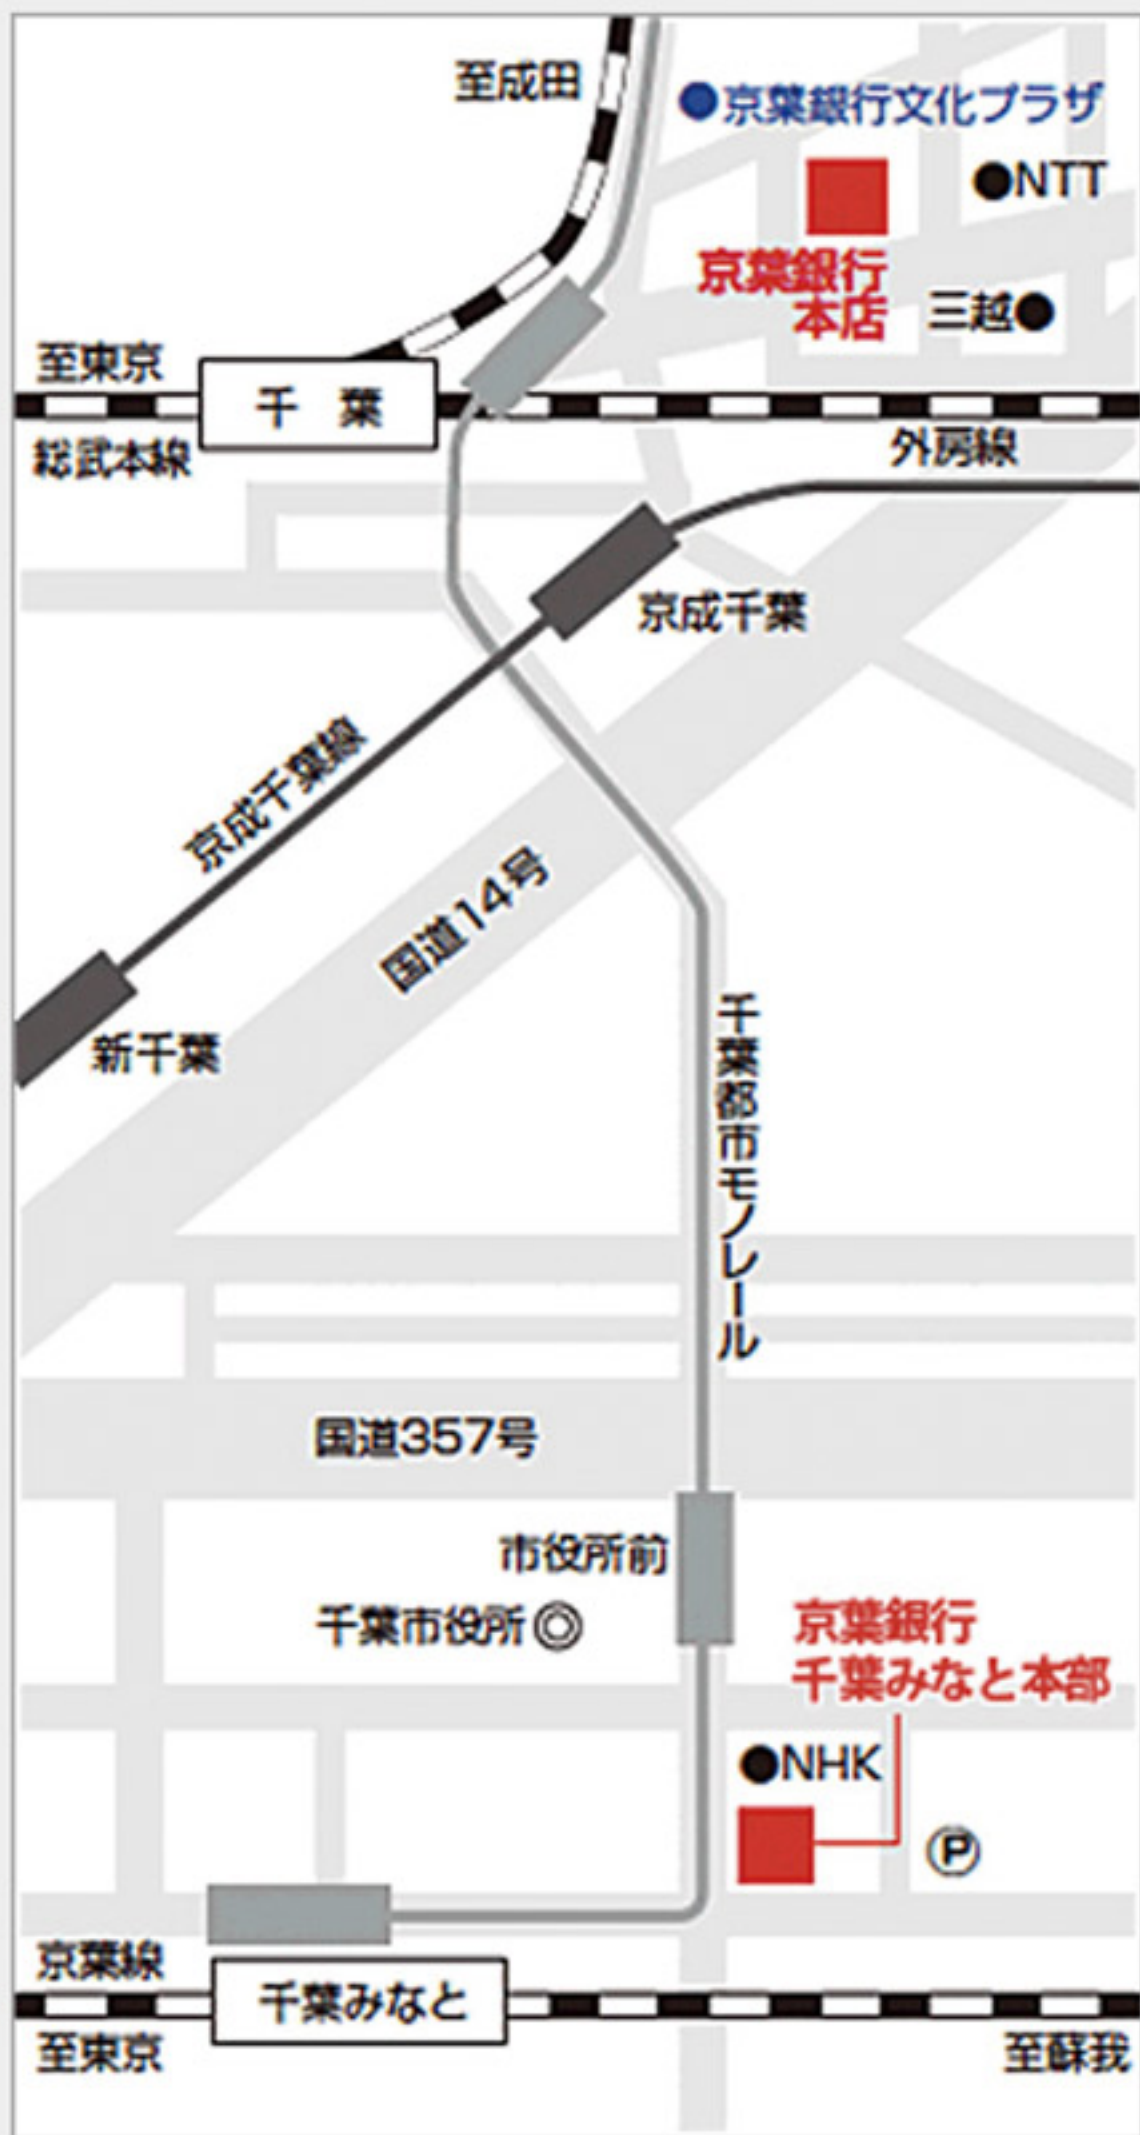 至成田
京葉銀行文化プラザ
NTT
京葉銀行
本店
三越
至東京
千 葉
総武本線
外房線
京成千葉
京成千葉線
国道14号
新千葉
千葉都市モノレール
国道357号
市役所前
千葉市役所
京葉銀行
千葉みなと本部
NHK
P
京葉線
千葉みなと
至東京
至蘇我